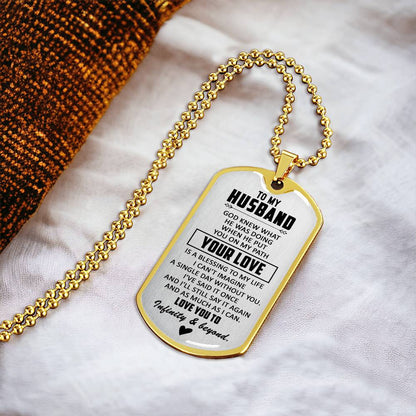 TO MY
HUSBAND
GOD KNEW WHAT
HE WAS DOING
WHEN HE PUT
YOU ON MY PATH
YOUR LOVE
IS A BLESSING TO MY LIFE
I CAN'T IMAGINE
A SINGLE DAY WITHOUT YOU.
I'VE SAID IT ONCE
AND I'LL STILL SAY IT AGAIN
AND AS MUCH AS I CAN.
LOVE YOU TO
Infinity & beyond.